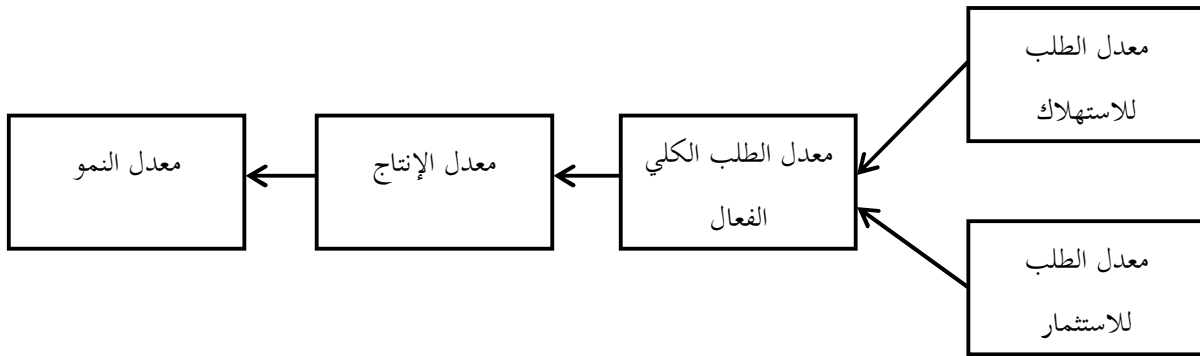 معدل الطلب
للاستهلاك
معدل الطلب الكلي
الفعال
معدل الإنتاج
معدل النمو
معدل الطلب
للاستثمار